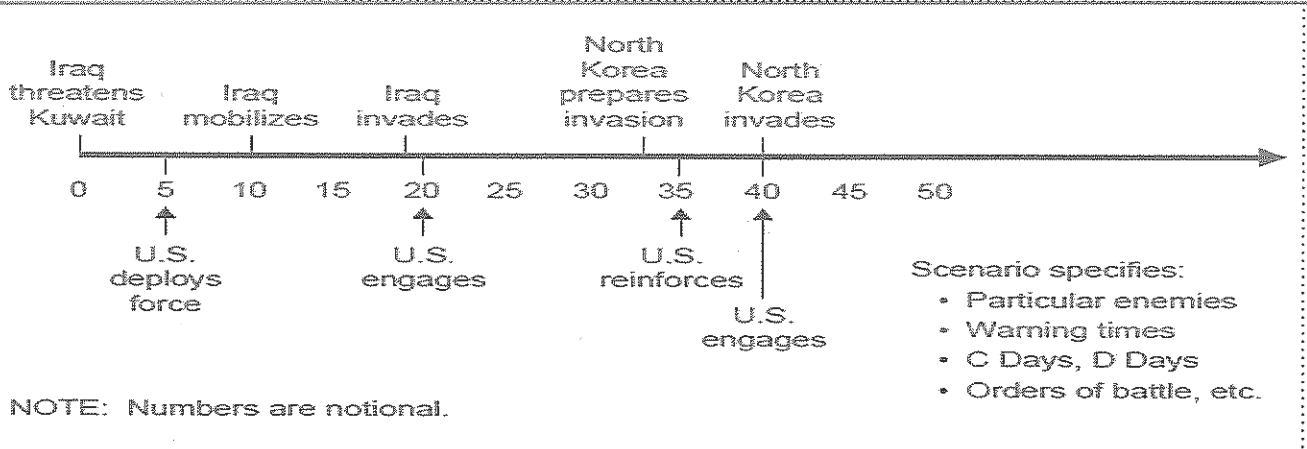 North
Iraq
Korea
North
threatens
Iraq
Iraq
prepares
Korea
Kuwait
mobilizes
invades
invasion
invades
0 5 10 15 20 25 30 35 40 45 50
U.S.
deploys
force
U.S.
engages
U.S.
reinforces
U.S.
engages
Scenario specifies:
• Particular enemies
• Warning times
• C Days, D Days
• Orders of battle, etc.
NOTE: Numbers are notional.